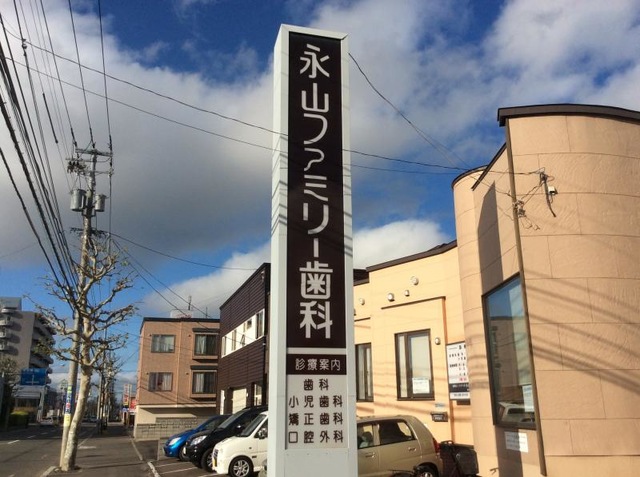 永山ファミリー歯科
診療案内
歯科
小児歯科
矯正歯科
口腔外科